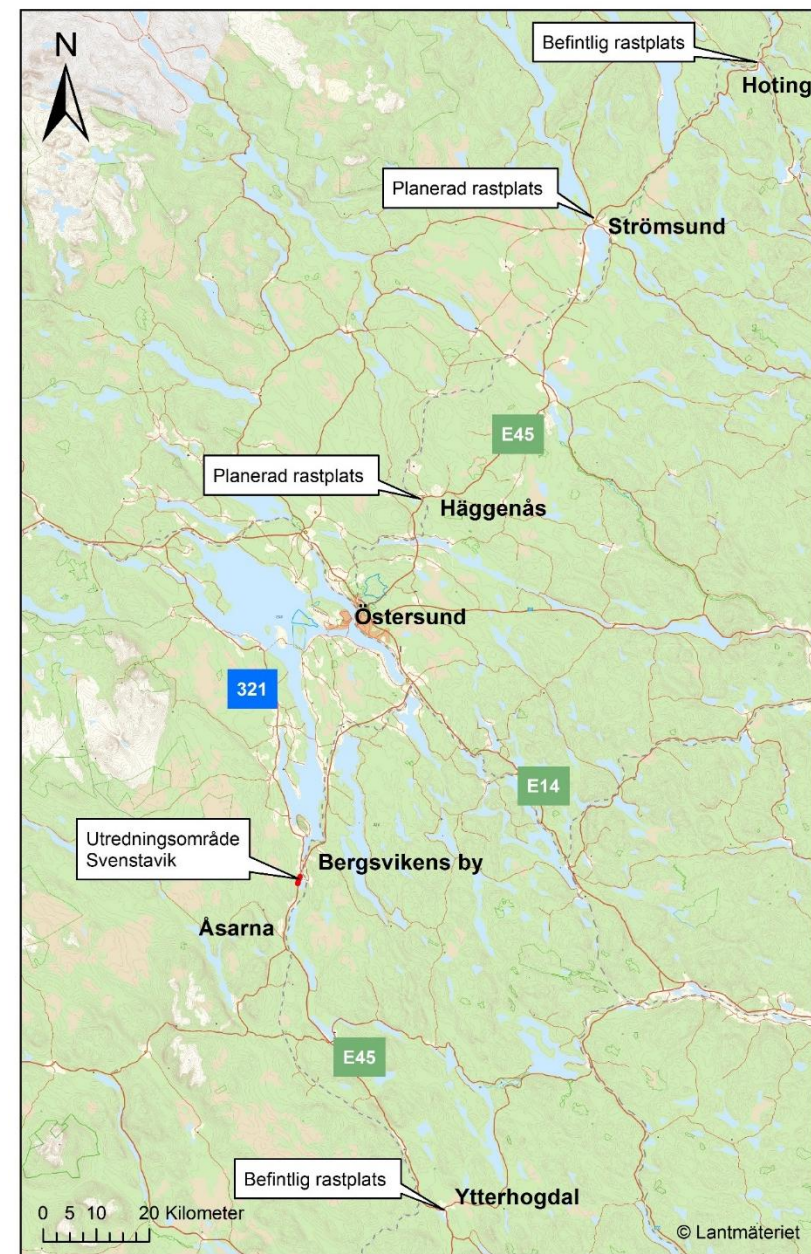 N
Befintlig rastplats
Hoting
Planerad rastplats
Strömsund
E45
Planerad rastplats
Häggenås
Östersund
321
E14
Utredningsområde
Svenstavik
Bergsvikens by
Åsarna
E45
Befintlig rastplats
Ytterhogdal
0 5 10 20 Kilometer
© Lantmäteriet